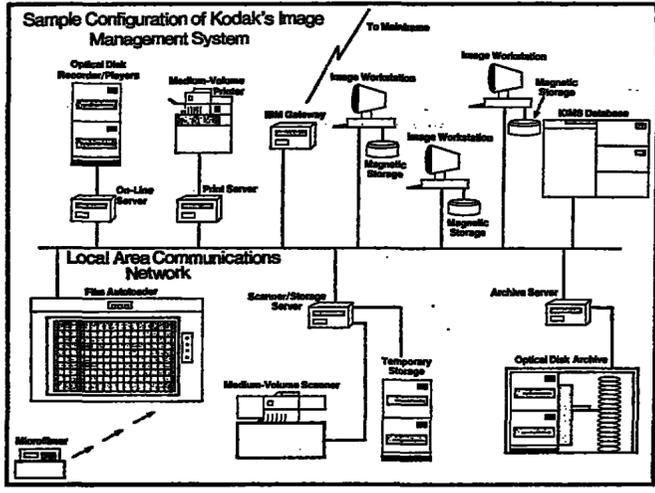 Sample Configuration of Kodak's Image
Management System
To Mainframe
Optical Disk
Recorder/Players
Medium-Volume
Printer
IBM Gateway
Image Workstation
Magnetic
Storage
Image Workstation
Magnetic
Storage
Image Workstation
Magnetic
Storage
KIMS Database
On-Line
Server
Print Server
Local Area Communications
Network
Film Autoloader
Scanner/Storage
Server
Archive Server
Temporary
Storage
Optical Disk Archive
Medium-Volume Scanner
Microfilmer